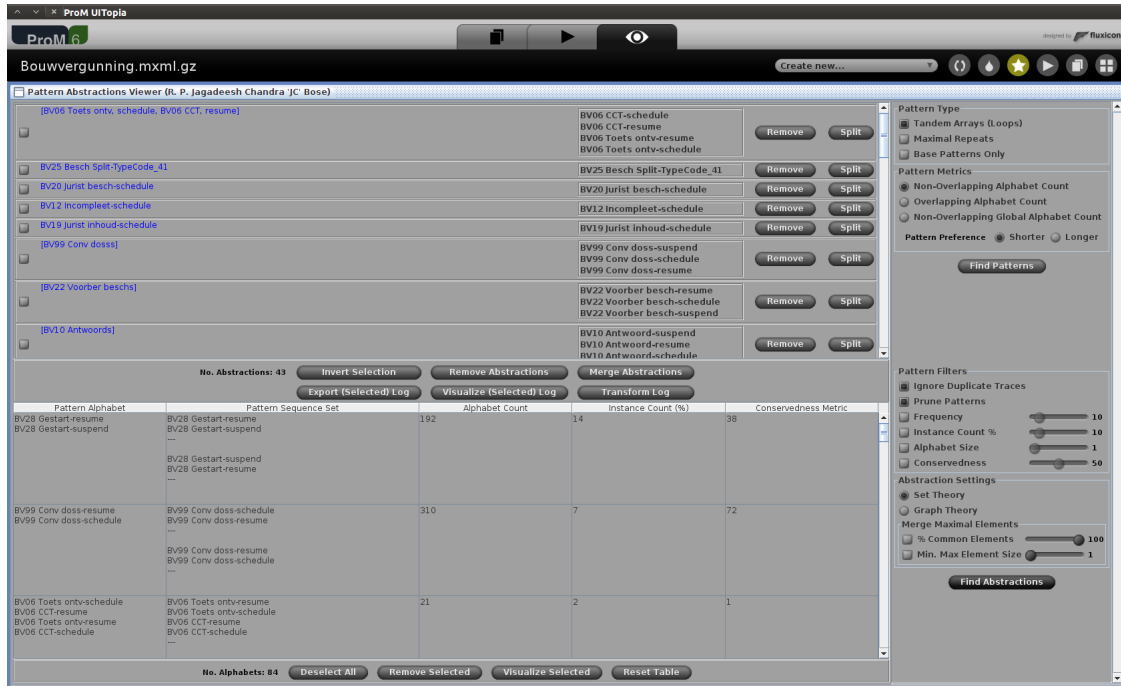 ProM UITopia
ProM 6
designed by fluxicon
Bouwvergunning.mxml.gz
Create new...
Pattern Abstractions Viewer (R. P. Jagadeesh Chandra 'JC' Bose)
[BV06 Toets ontv, schedule, BV06 CCT, resume]
BV06 CCT-schedule
BV06 CCT-resume
BV06 Toets ontv-resume
BV06 Toets ontv-schedule
Remove Split
BV25 Besch Split-TypeCode_41 BV25 Besch Split-TypeCode_41 Remove Split
BV20 Jurist besch-schedule BV20 Jurist besch-schedule Remove Split
BV12 Incompleet-schedule BV12 Incompleet-schedule Remove Split
BV19 Jurist inhoud-schedule BV19 Jurist inhoud-schedule Remove Split
[BV99 Conv dosss]
BV99 Conv doss-suspend
BV99 Conv doss-schedule
BV99 Conv doss-resume
Remove Split
[BV22 Voorber beschs]
BV22 Voorber besch-resume
BV22 Voorber besch-schedule
BV22 Voorber besch-suspend
Remove Split
[BV10 Antwoords]
BV10 Antwoord-suspend
BV10 Antwoord-resume
BV10 Antwoord-schedule
Remove Split
No. Abstractions: 43 Invert Selection Remove Abstractions Merge Abstractions
Export (Selected) Log Visualize (Selected) Log Transform Log
Pattern Alphabet Pattern Sequence Set Alphabet Count Instance Count (%) Conservedness Metric
BV28 Gestart-resume BV28 Gestart-resume 192 14 38
BV28 Gestart-suspend BV28 Gestart-suspend
---
BV28 Gestart-suspend
BV28 Gestart-resume
---
BV99 Conv doss-resume BV99 Conv doss-schedule 310 7 72
BV99 Conv doss-schedule BV99 Conv doss-resume
---
BV99 Conv doss-resume
BV99 Conv doss-schedule
---
BV06 Toets ontv-schedule BV06 Toets ontv-resume 21 2 1
BV06 CCT-resume BV06 Toets ontv-schedule
BV06 Toets ontv-resume BV06 CCT-resume
BV06 CCT-schedule BV06 CCT-schedule
---
No. Alphabets: 84 Deselect All Remove Selected Visualize Selected Reset Table
Pattern Type
Tandem Arrays (Loops)
Maximal Repeats
Base Patterns Only
Pattern Metrics
Non-Overlapping Alphabet Count
Overlapping Alphabet Count
Non-Overlapping Global Alphabet Count
Pattern Preference Shorter Longer
Find Patterns
Pattern Filters
Ignore Duplicate Traces
Prune Patterns
Frequency 10
Instance Count % 10
Alphabet Size 1
Conservedness 50
Abstraction Settings
Set Theory
Graph Theory
Merge Maximal Elements
% Common Elements 100
Min. Max Element Size 1
Find Abstractions